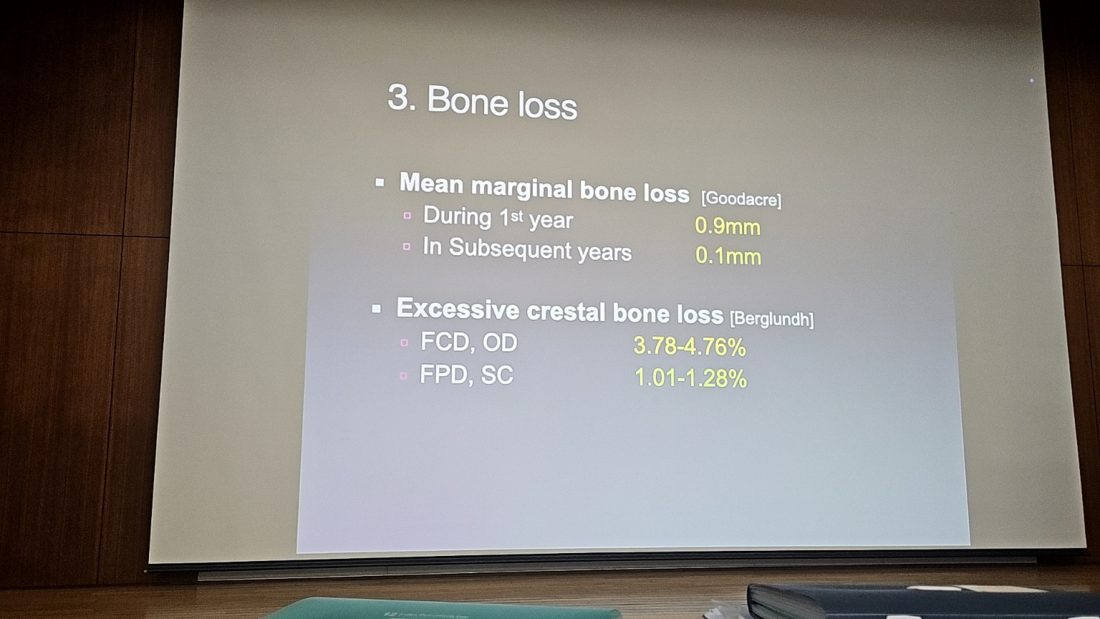 3. Bone loss
▪ Mean marginal bone loss [Goodacre]
▫ During 1st year 0.9mm
▫ In Subsequent years 0.1mm
▪ Excessive crestal bone loss [Berglundh]
▫ FCD, OD 3.78-4.76%
▫ FPD, SC 1.01-1.28%